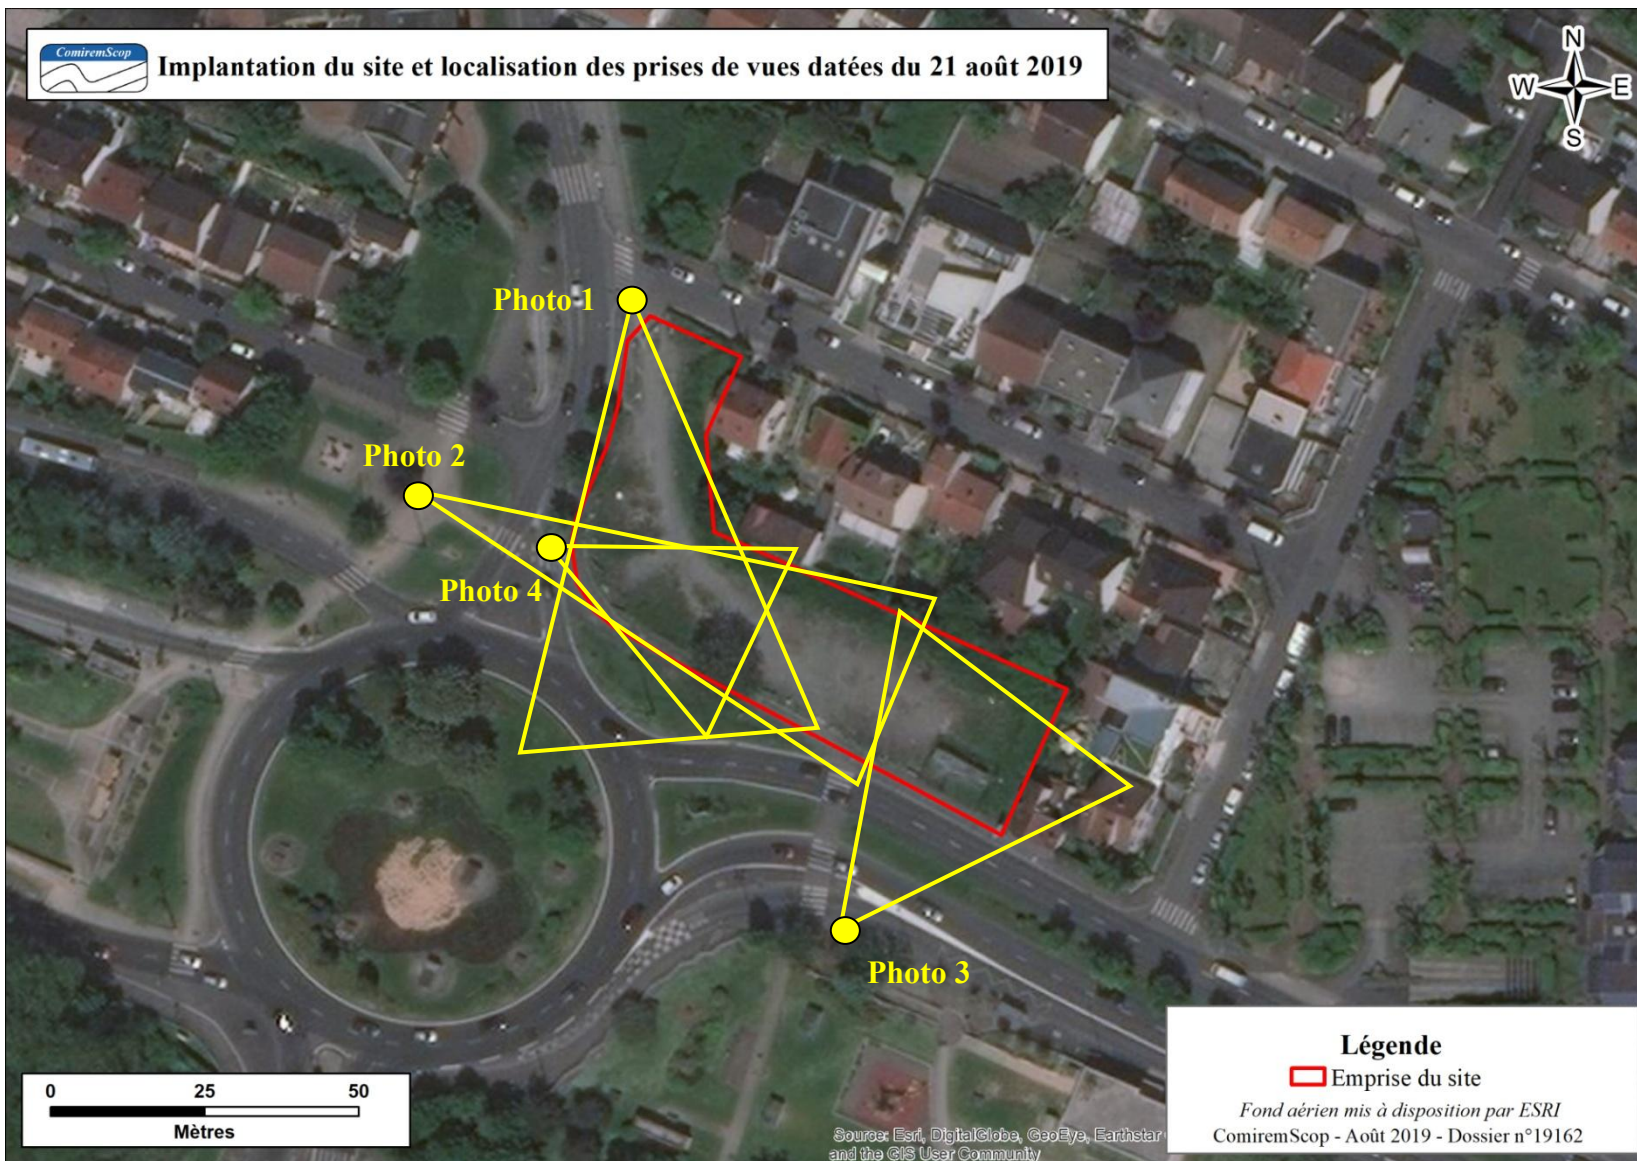 ComiremScop
Implantation du site et localisation des prises de vues datées du 21 août 2019
N
W E
S
Photo 1
Photo 2
Photo 4
Photo 3
0 25 50
Mètres
Légende
Emprise du site
Fond aérien mis à disposition par ESRI
ComiremScop - Août 2019 - Dossier n°19162
Source: Esri, DigitalGlobe, GeoEye, Earthstar
and the GIS User Community